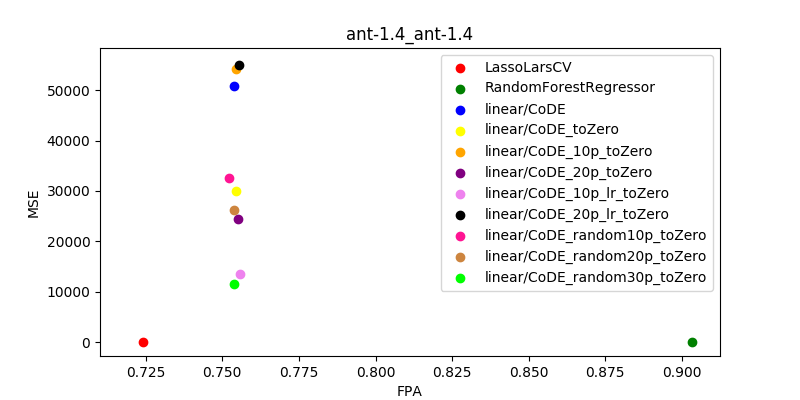 ant-1.4_ant-1.4
MSE
50000
40000
30000
20000
10000
0
LassoLarsCV
RandomForestRegressor
linear/CoDE
linear/CoDE_toZero
linear/CoDE_10p_toZero
linear/CoDE_20p_toZero
linear/CoDE_10p_lr_toZero
linear/CoDE_20p_lr_toZero
linear/CoDE_random10p_toZero
linear/CoDE_random20p_toZero
linear/CoDE_random30p_toZero
0.725 0.750 0.775 0.800 0.825 0.850 0.875 0.900
FPA